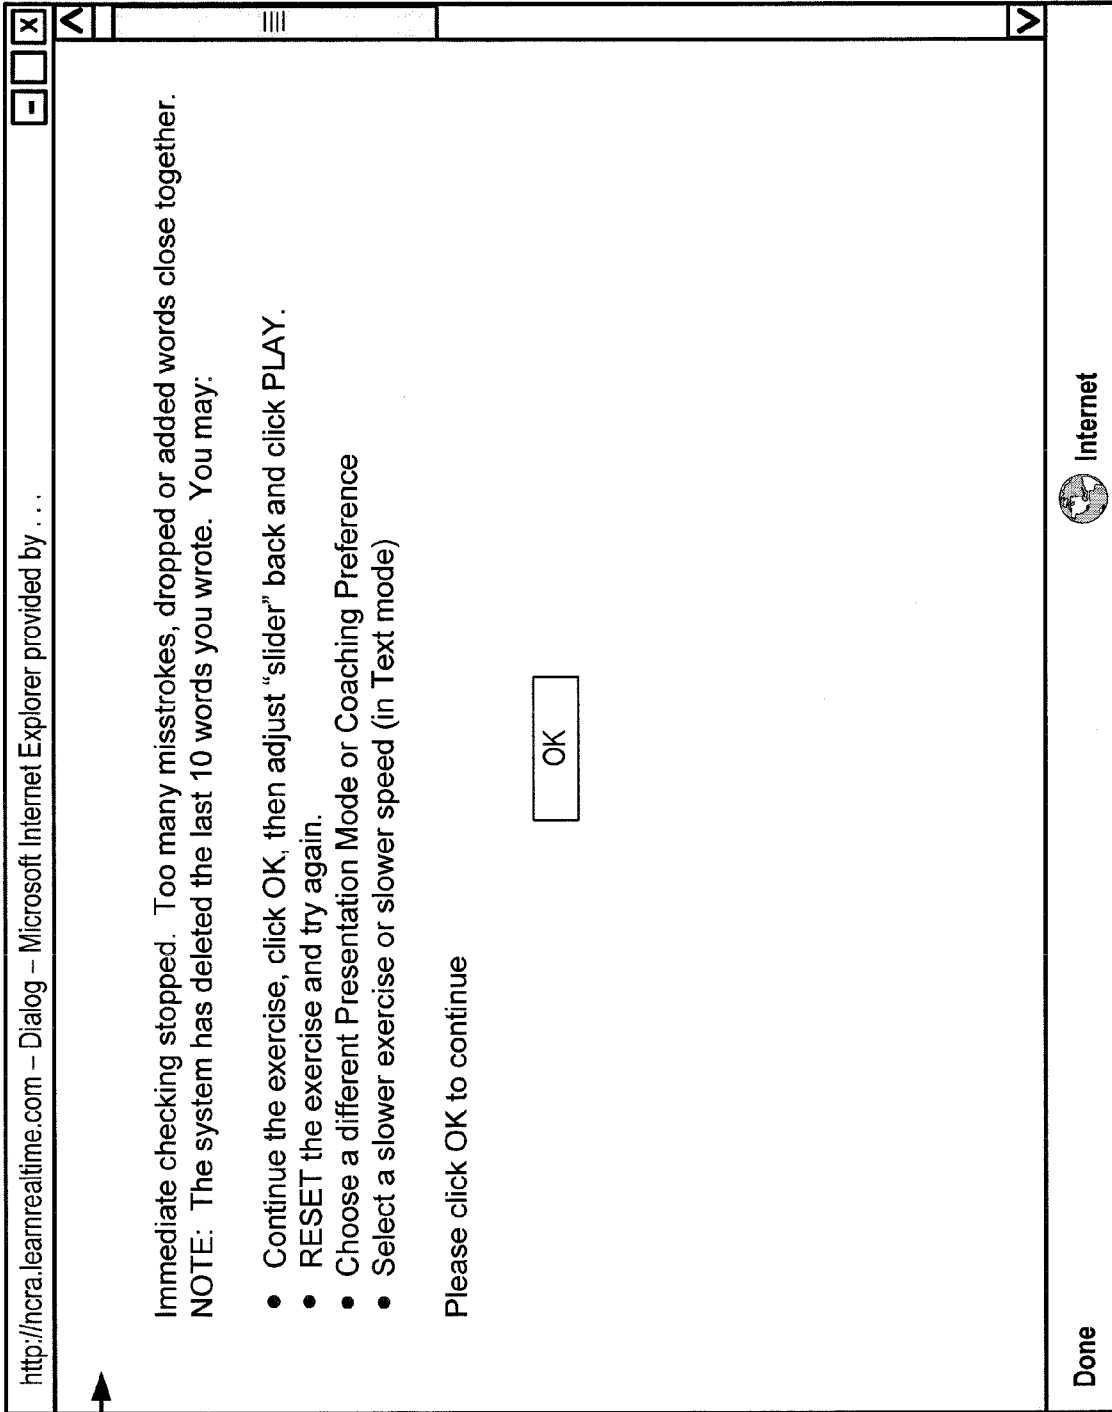 http://ncra.learnrealtime.com – Dialog – Microsoft Internet Explorer provided by . . .
Immediate checking stopped. Too many misstrokes, dropped or added words close together.
NOTE: The system has deleted the last 10 words you wrote. You may:
• Continue the exercise, click OK, then adjust “slider” back and click PLAY.
• RESET the exercise and try again.
• Choose a different Presentation Mode or Coaching Preference
• Select a slower exercise or slower speed (in Text mode)
Please click OK to continue
OK
Done
Internet